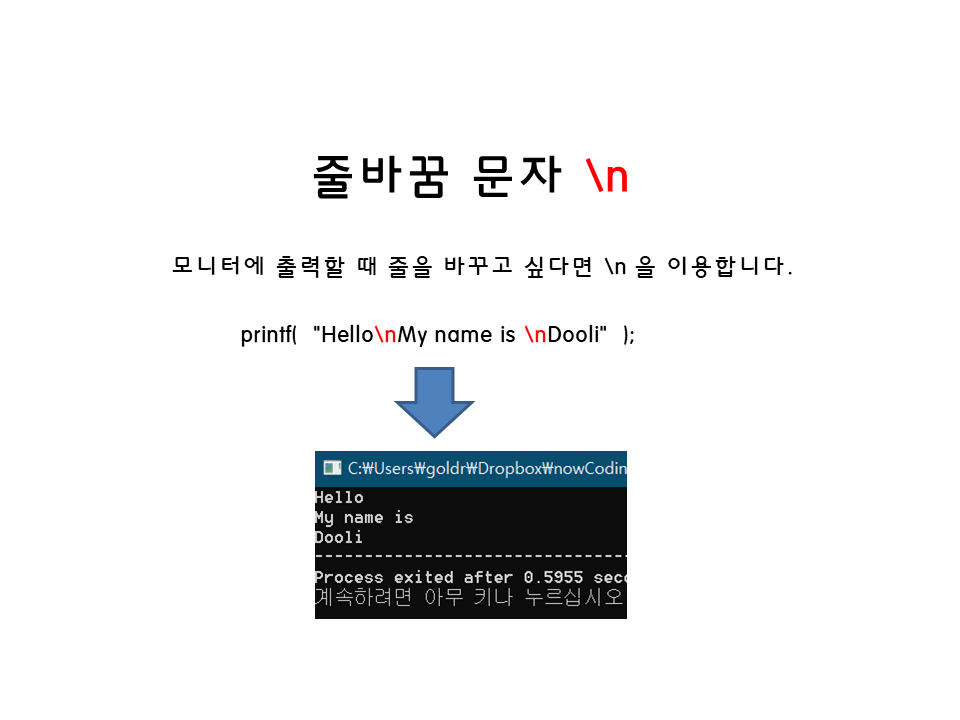 줄바꿈 문자 \n
모니터에 출력할 때 줄을 바꾸고 싶다면 \n 을 이용합니다.
printf( "Hello\nMy name is \nDooli" );
C:₩Users₩goldr₩Dropbox₩nowCodin
Hello
My name is
Dooli
--------------------------------
Process exited after 0.5955 seco
계속하려면 아무 키나 누르십시오